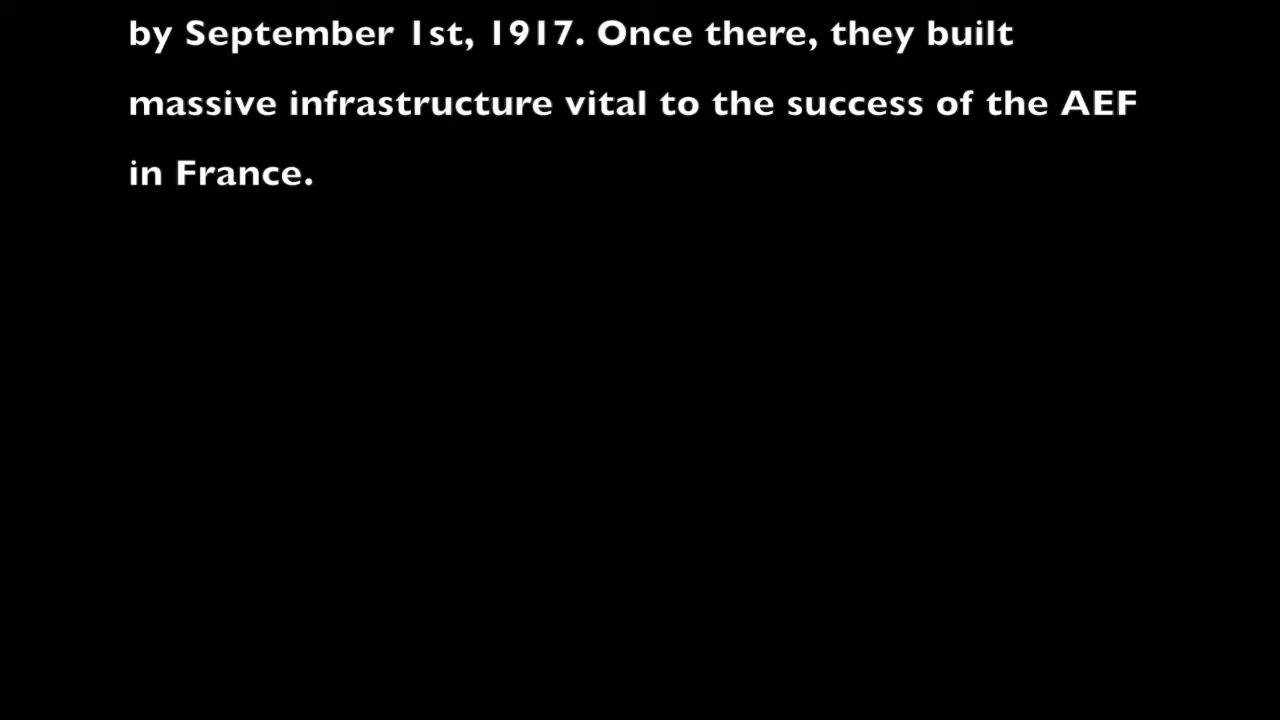 by September 1st, 1917. Once there, they built
massive infrastructure vital to the success of the AEF
in France.